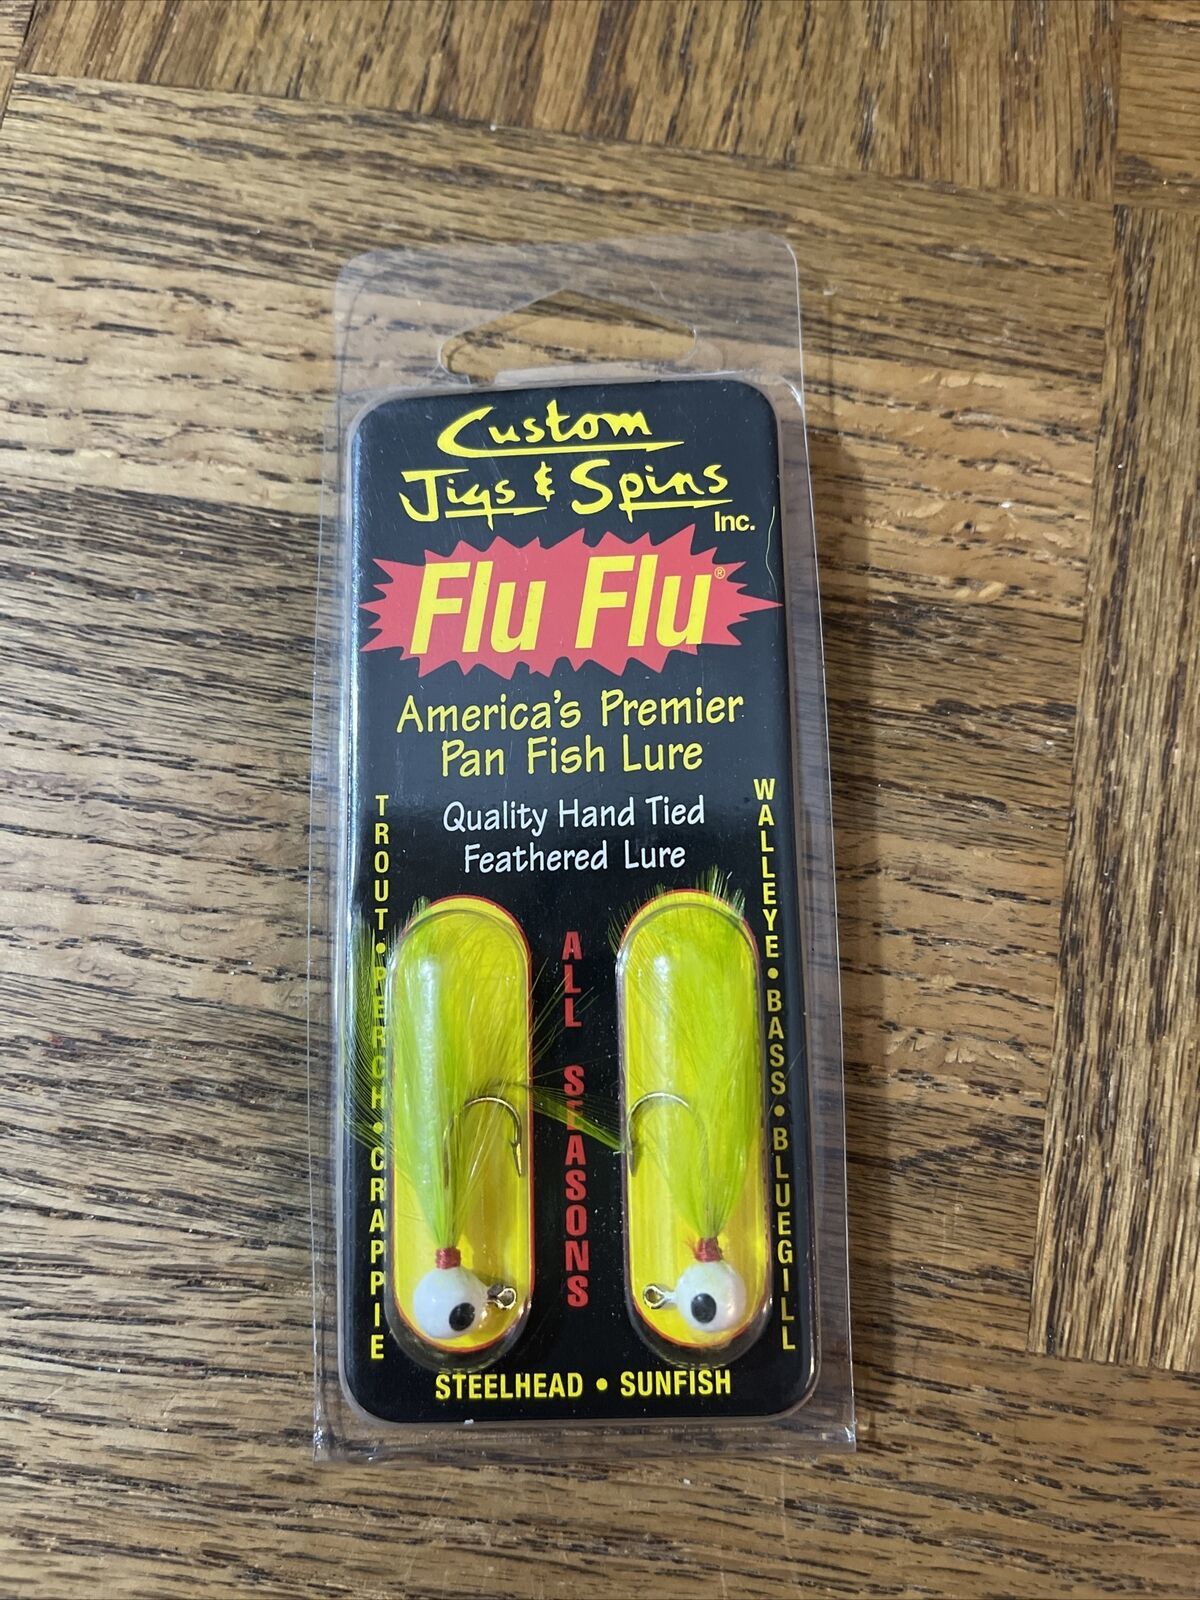 Custom
Jigs & Spins
Inc.
Flu Flu®
America's Premier
Pan Fish Lure
Quality Hand Tied
Feathered Lure
TROUT • PERCH • CRAPPIE
ALL SEASONS
WALLEYE • BASS • BLUEGILL
STEELHEAD • SUNFISH